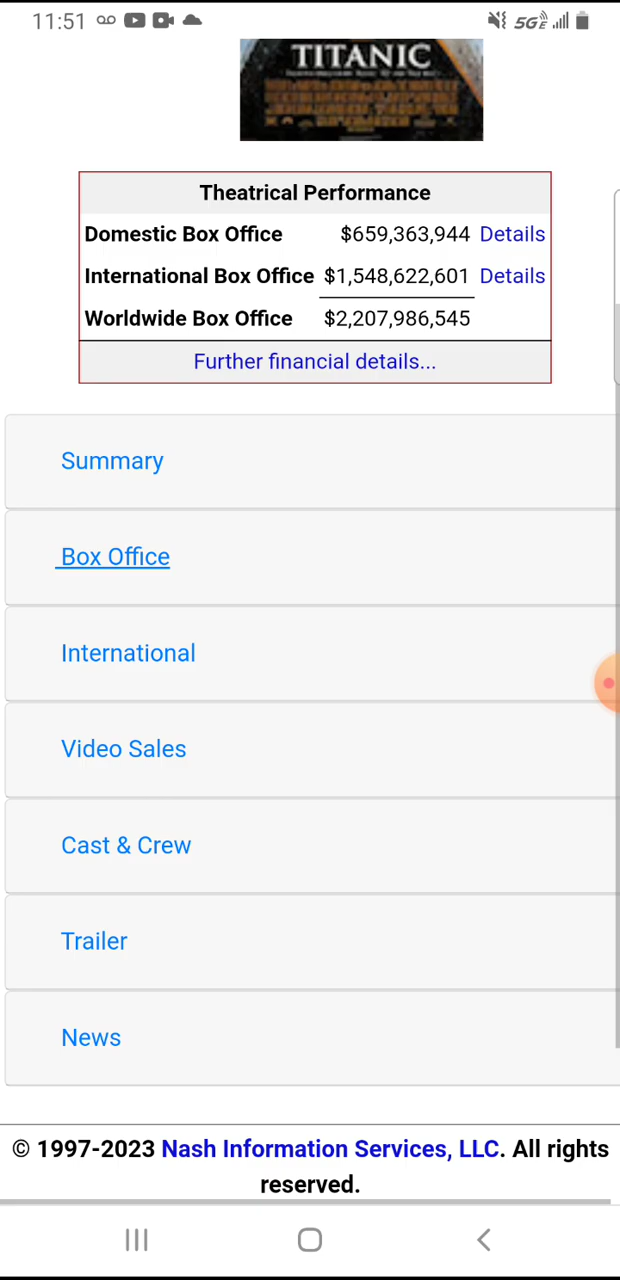 11:51
5GE
TITANIC
Theatrical Performance
Domestic Box Office $659,363,944 Details
International Box Office $1,548,622,601 Details
Worldwide Box Office $2,207,986,545
Further financial details...
Summary
Box Office
International
Video Sales
Cast & Crew
Trailer
News
© 1997-2023 Nash Information Services, LLC. All rights
reserved.